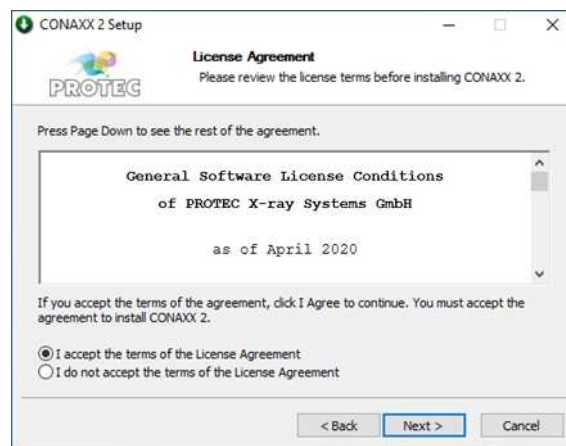 CONAXX 2 Setup
PROTEC
License Agreement
Please review the license terms before installing CONAXX 2.
Press Page Down to see the rest of the agreement.
General Software License Conditions
of PROTEC X-ray Systems GmbH
as of April 2020
If you accept the terms of the agreement, click I Agree to continue. You must accept the
agreement to install CONAXX 2.
I accept the terms of the License Agreement
I do not accept the terms of the License Agreement
< Back
Next >
Cancel